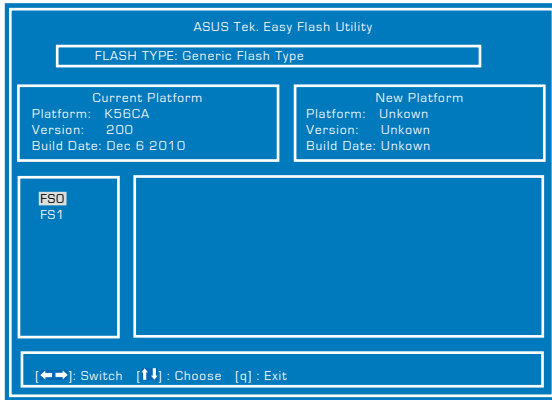 ASUS Tek. Easy Flash Utility
FLASH TYPE: Generic Flash Type
Current Platform
Platform: K56CA
Version: 200
Build Date: Dec 6 2010
New Platform
Platform: Unkown
Version: Unkown
Build Date: Unkown
FS0
FS1
[←→]: Switch [↑↓] : Choose [q] : Exit